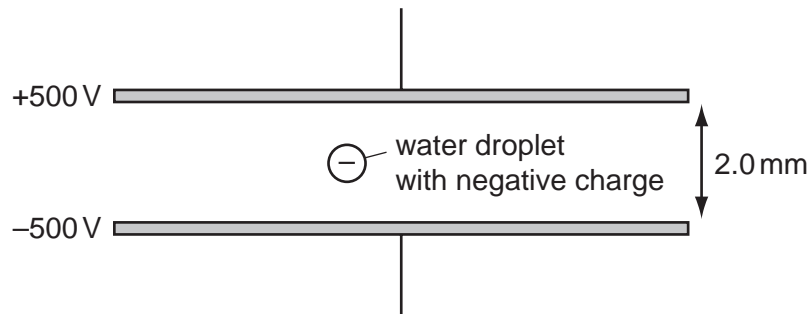 +500 V
water droplet
with negative charge
2.0 mm
–500 V
−